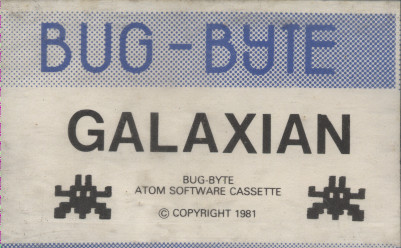 BUG-BYTE
GALAXIAN
BUG-BYTE
ATOM SOFTWARE CASSETTE
© COPYRIGHT 1981